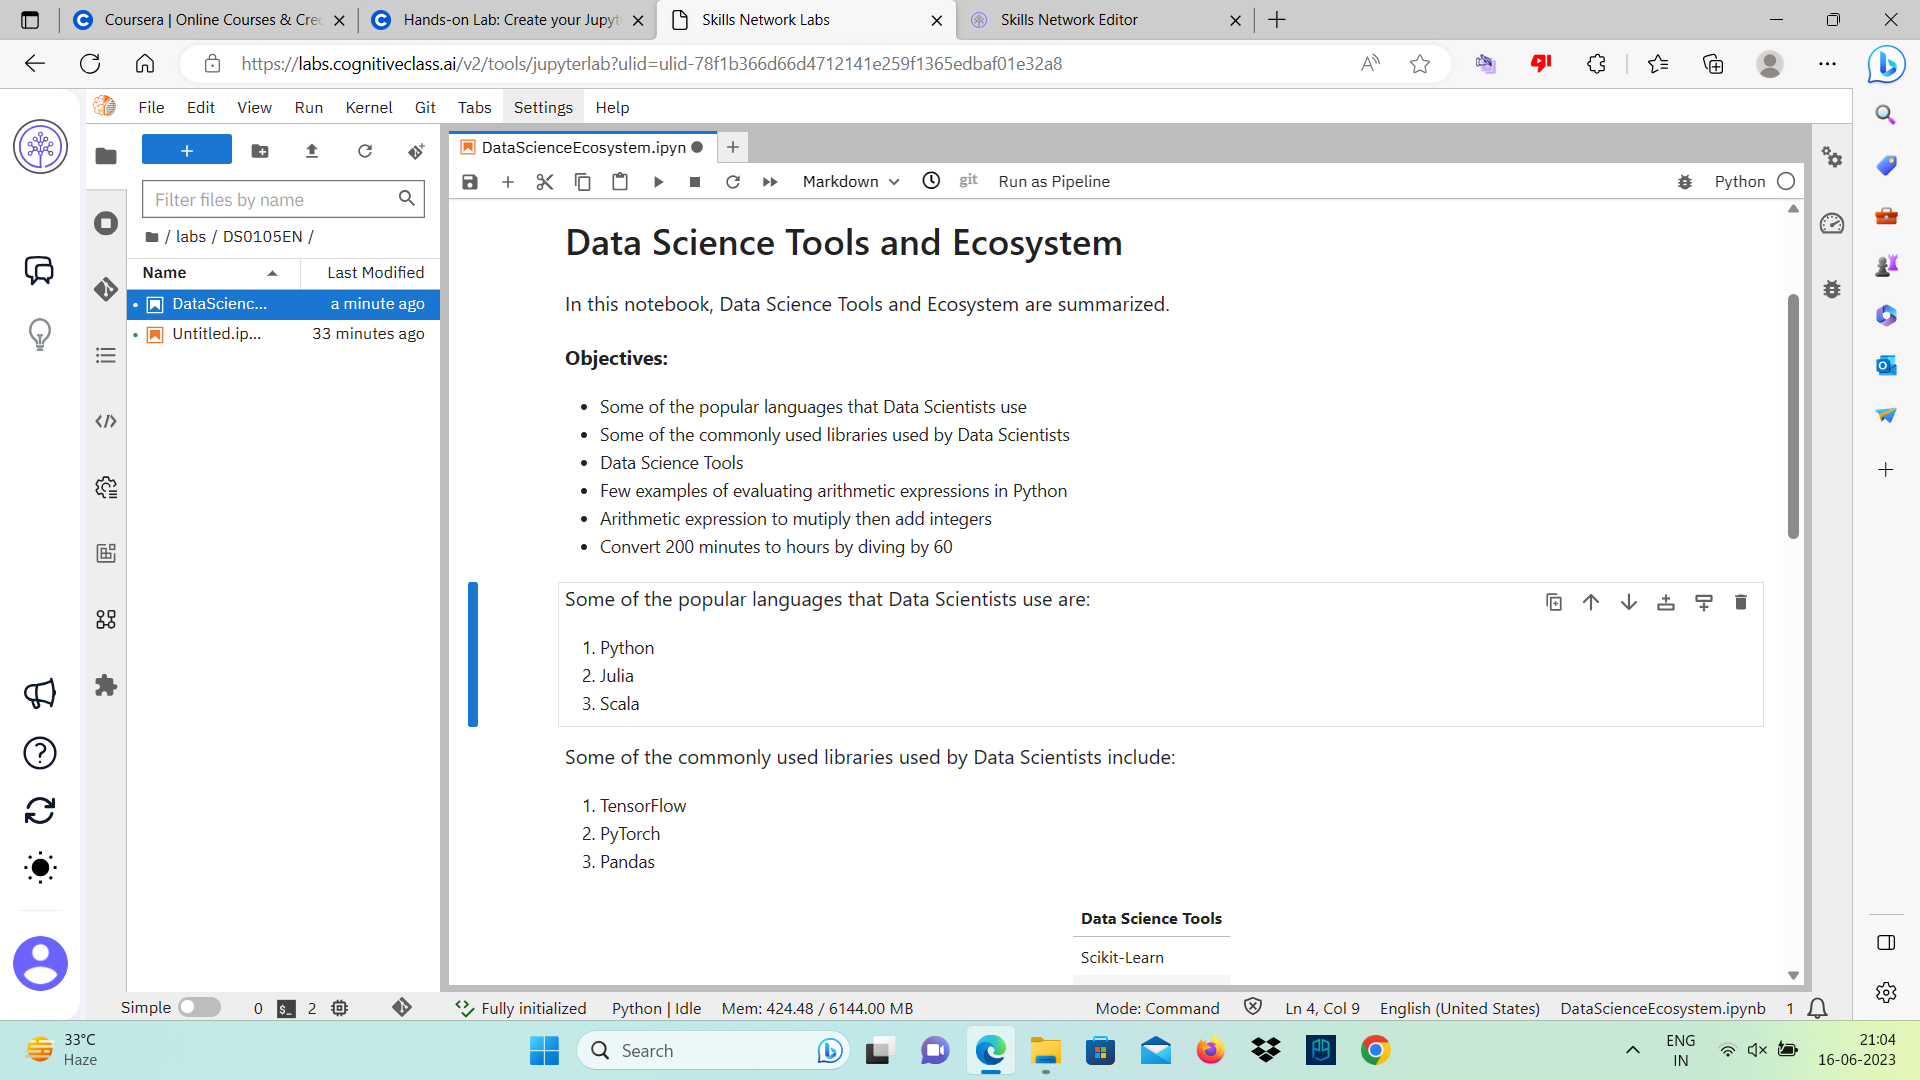 Coursera | Online Courses & Cre
Hands-on Lab: Create your Jupyt
Skills Network Labs
Skills Network Editor
https://labs.cognitiveclass.ai/v2/tools/jupyterlab?ulid=ulid-78f1b366d66d4712141e259f1365edbaf01e32a8
File Edit View Run Kernel Git Tabs Settings Help
DataScienceEcosystem.ipyn
Markdown
git
Run as Pipeline
Python
Filter files by name
/ labs / DS0105EN /
Name Last Modified
DataScienc... a minute ago
Untitled.ip... 33 minutes ago
Data Science Tools and Ecosystem
In this notebook, Data Science Tools and Ecosystem are summarized.
Objectives:
• Some of the popular languages that Data Scientists use
• Some of the commonly used libraries used by Data Scientists
• Data Science Tools
• Few examples of evaluating arithmetic expressions in Python
• Arithmetic expression to mutiply then add integers
• Convert 200 minutes to hours by diving by 60
Some of the popular languages that Data Scientists use are:
1. Python
2. Julia
3. Scala
Some of the commonly used libraries used by Data Scientists include:
1. TensorFlow
2. PyTorch
3. Pandas
Data Science Tools
Scikit-Learn
Simple 0 $_ 2 Fully initialized Python | Idle Mem: 424.48 / 6144.00 MB Mode: Command Ln 4, Col 9 English (United States) DataScienceEcosystem.ipynb 1
33°C
Haze
Search
ENG
IN
21:04
16-06-2023